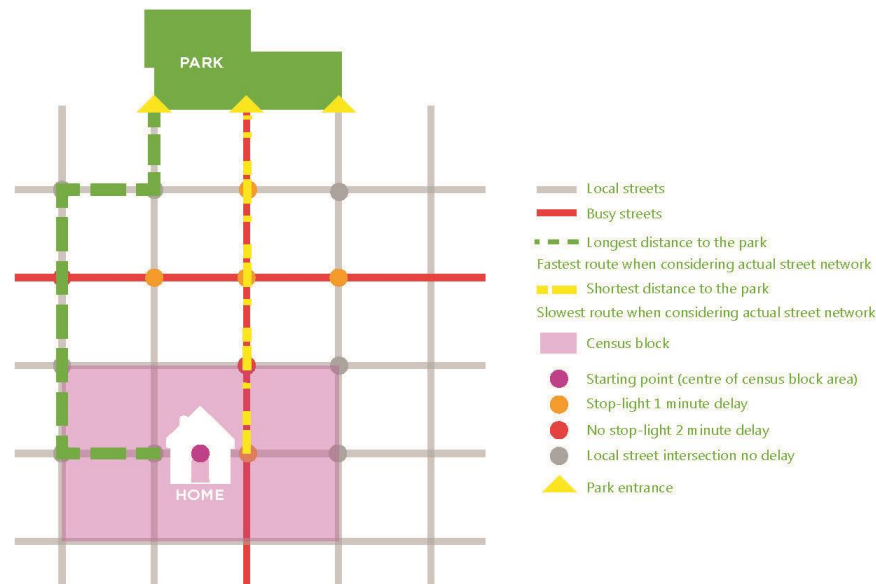 PARK
HOME
Local streets
Busy streets
Longest distance to the park
Fastest route when considering actual street network
Shortest distance to the park
Slowest route when considering actual street network
Census block
Starting point (centre of census block area)
Stop-light 1 minute delay
No stop-light 2 minute delay
Local street intersection no delay
Park entrance